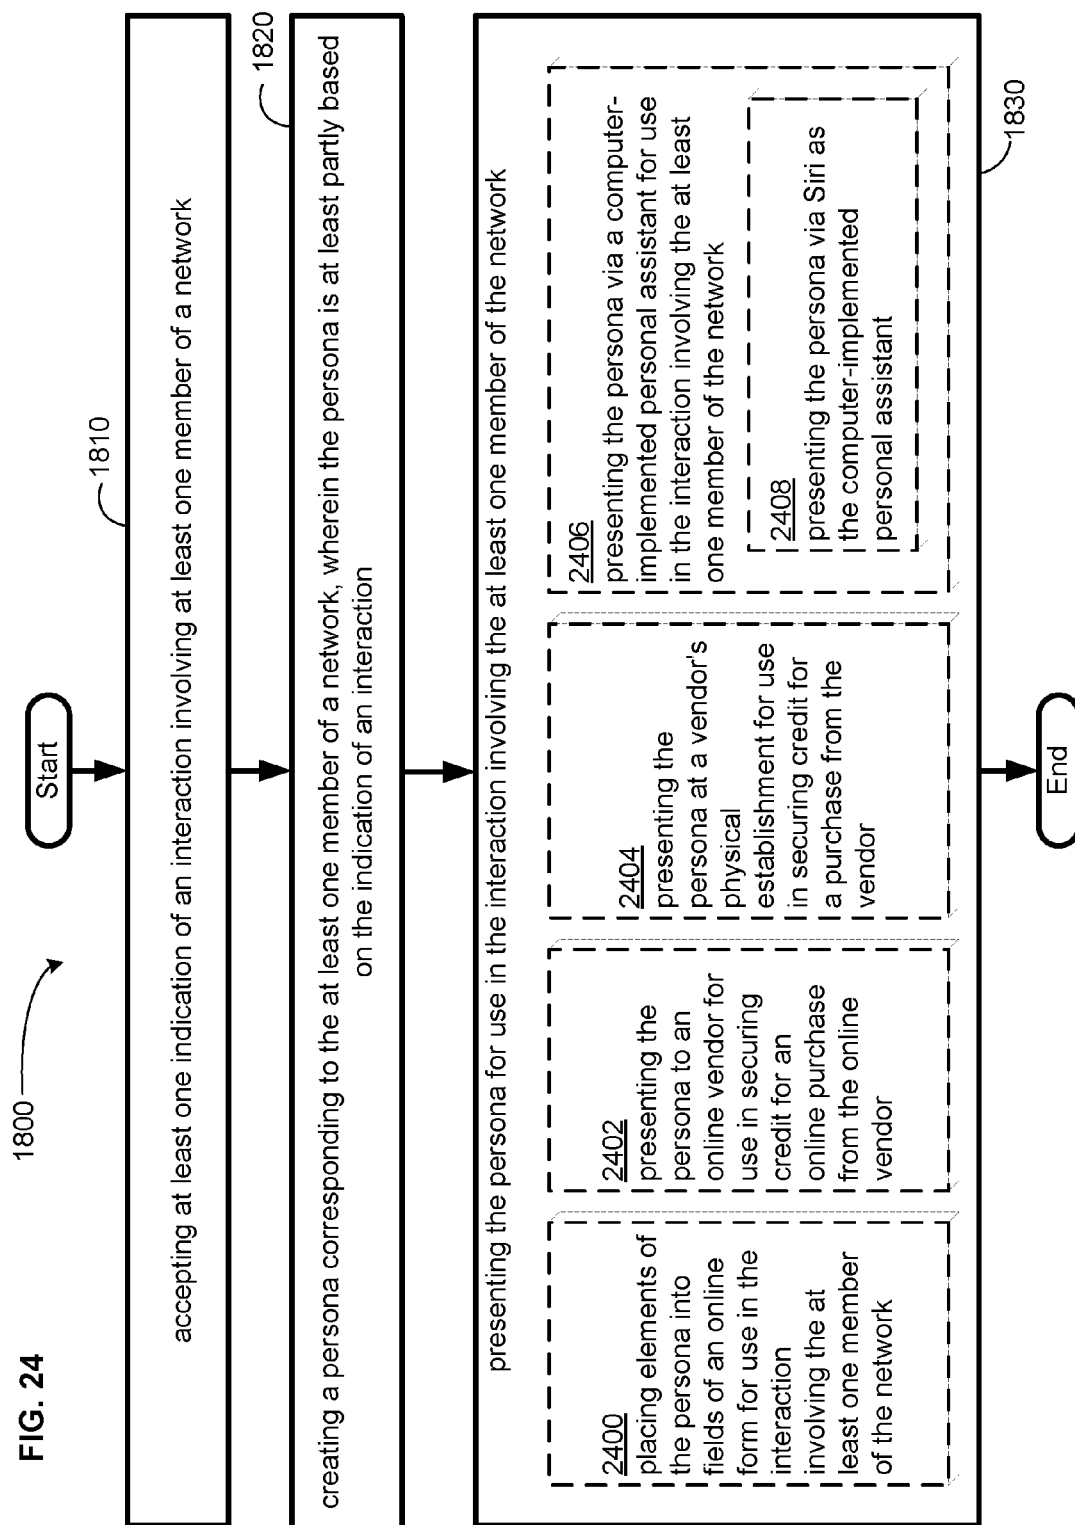 FIG. 24
1800
Start
1810
accepting at least one indication of an interaction involving at least one member of a network
1820
creating a persona corresponding to the at least one member of a network, wherein the persona is at least partly based
on the indication of an interaction
presenting the persona for use in the interaction involving the at least one member of the network
2400
placing elements of
the persona into
fields of an online
form for use in the
interaction
involving the at
least one member
of the network
2402
presenting the
persona to an
online vendor for
use in securing
credit for an
online purchase
from the online
vendor
2404
presenting the
persona at a vendor's
physical
establishment for use
in securing credit for
a purchase from the
vendor
2406
presenting the persona via a computer-
implemented personal assistant for use
in the interaction involving the at least
one member of the network
2408
presenting the persona via Siri as
the computer-implemented
personal assistant
1830
End